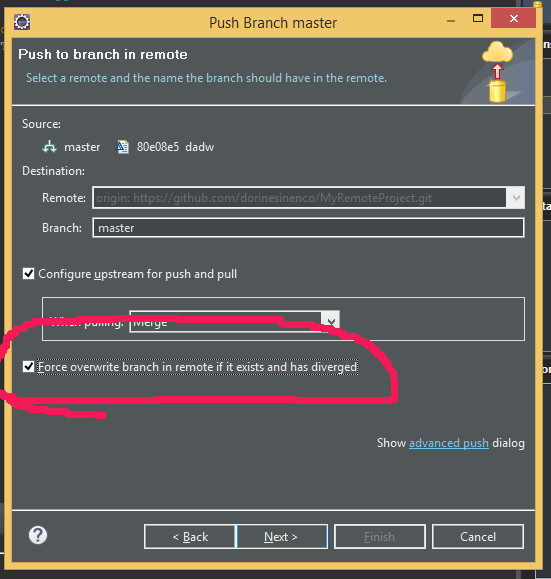 Push Branch master
Push to branch in remote
Select a remote and the name the branch should have in the remote.
Source:
master 80e08e5 dadw
Destination:
Remote: origin: https://github.com/dorinesinenco/MyRemoteProject.git
Branch: master
Configure upstream for push and pull
When pulling: Merge
Force overwrite branch in remote if it exists and has diverged
Show advanced push dialog
? < Back Next > Finish Cancel